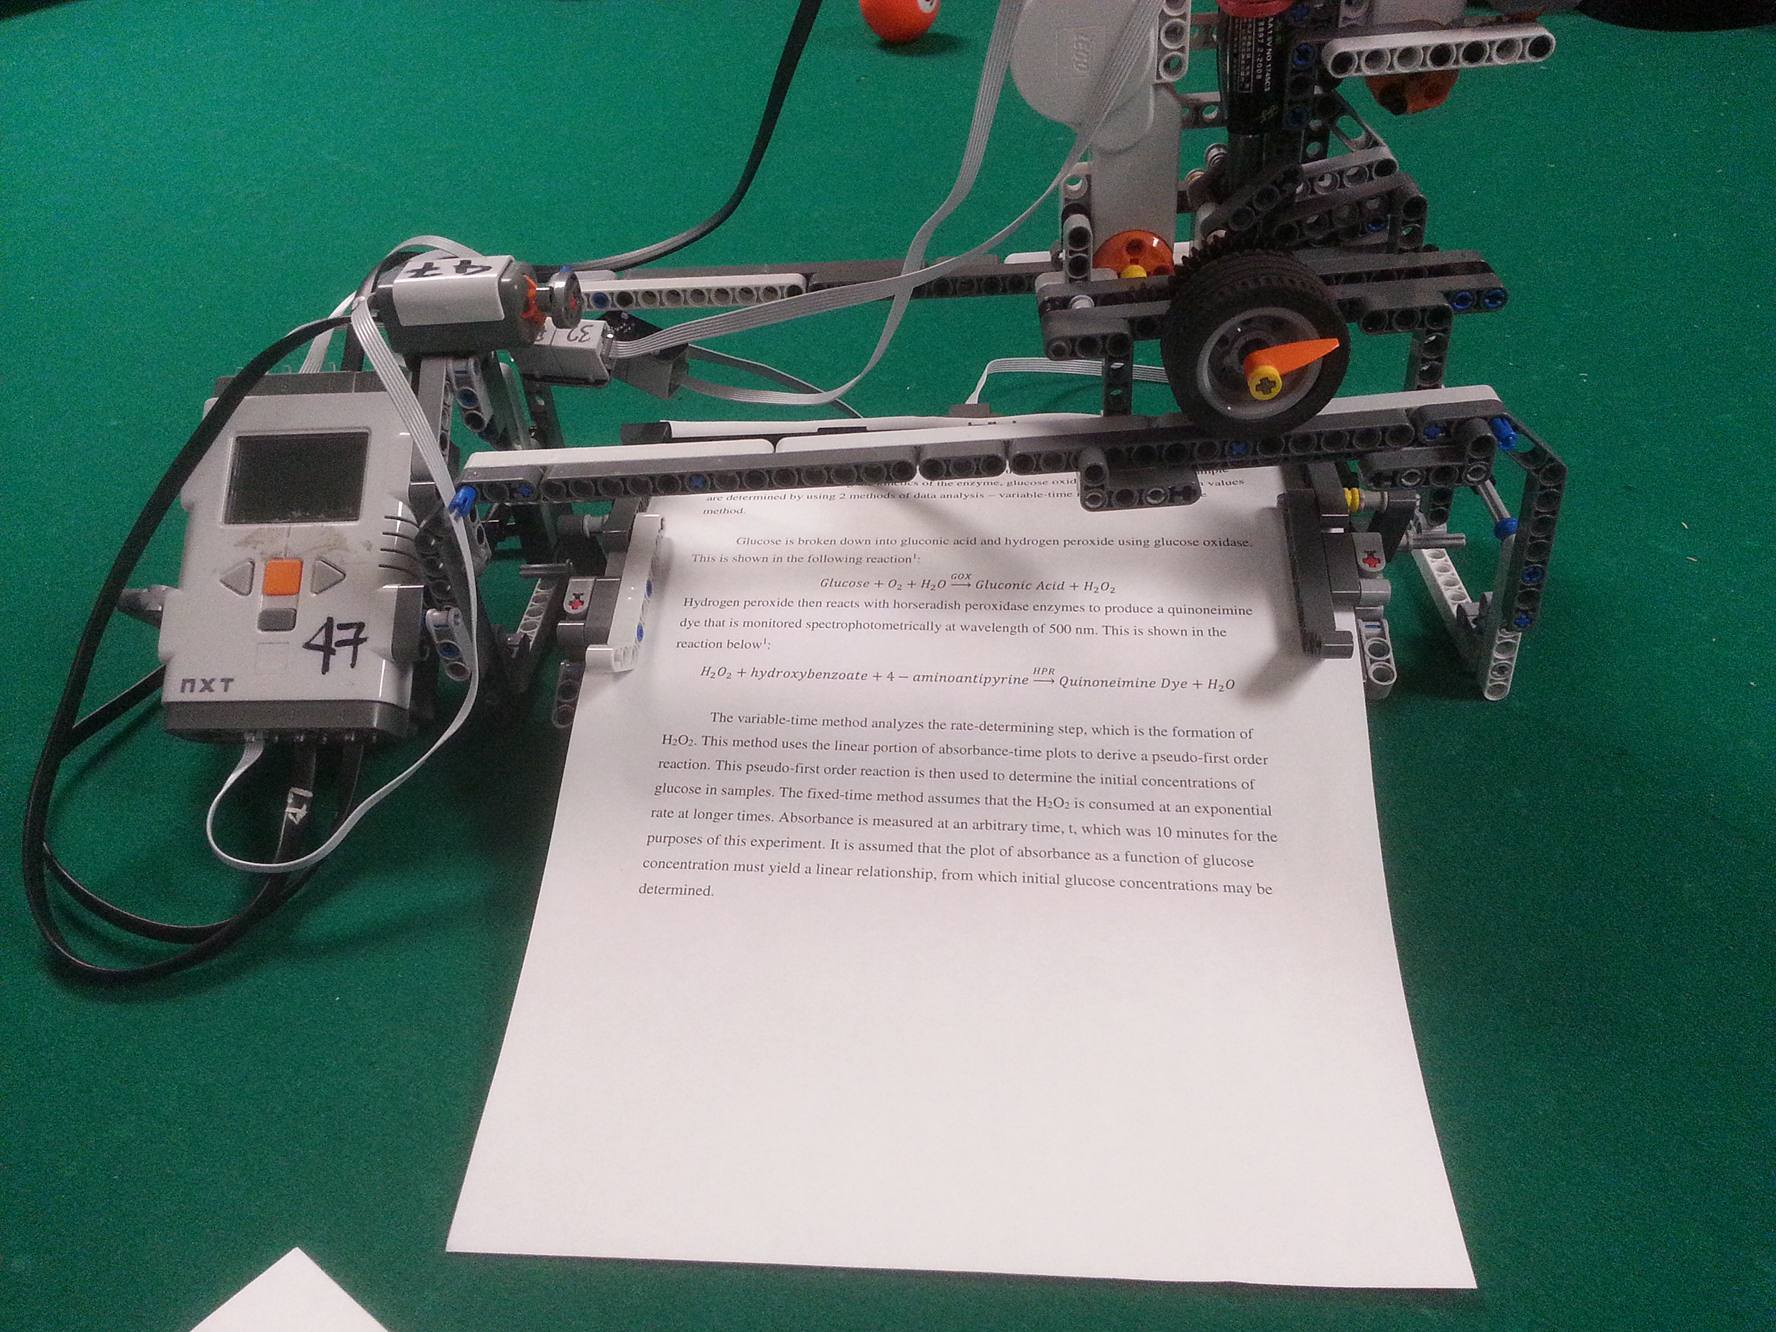 LEGO
47
47
nxt
of the enzyme, glucose values
are determined by using 2 methods of data analysis – variable-time
method.
Glucose is broken down into gluconic acid and hydrogen peroxide using glucose oxidase.
This is shown in the following reaction¹:
Glucose + O₂ + H₂O \xrightarrow{GOX} Gluconic Acid + H₂O₂
Hydrogen peroxide then reacts with horseradish peroxidase enzymes to produce a quinoneimine
dye that is monitored spectrophotometrically at wavelength of 500 nm. This is shown in the
reaction below¹:
H₂O₂ + hydroxybenzoate + 4 − aminoantipyrine \xrightarrow{HPR} Quinoneimine Dye + H₂O
The variable-time method analyzes the rate-determining step, which is the formation of
H₂O₂. This method uses the linear portion of absorbance-time plots to derive a pseudo-first order
reaction. This pseudo-first order reaction is then used to determine the initial concentrations of
glucose in samples. The fixed-time method assumes that the H₂O₂ is consumed at an exponential
rate at longer times. Absorbance is measured at an arbitrary time, t, which was 10 minutes for the
purposes of this experiment. It is assumed that the plot of absorbance as a function of glucose
concentration must yield a linear relationship, from which initial glucose concentrations may be
determined.